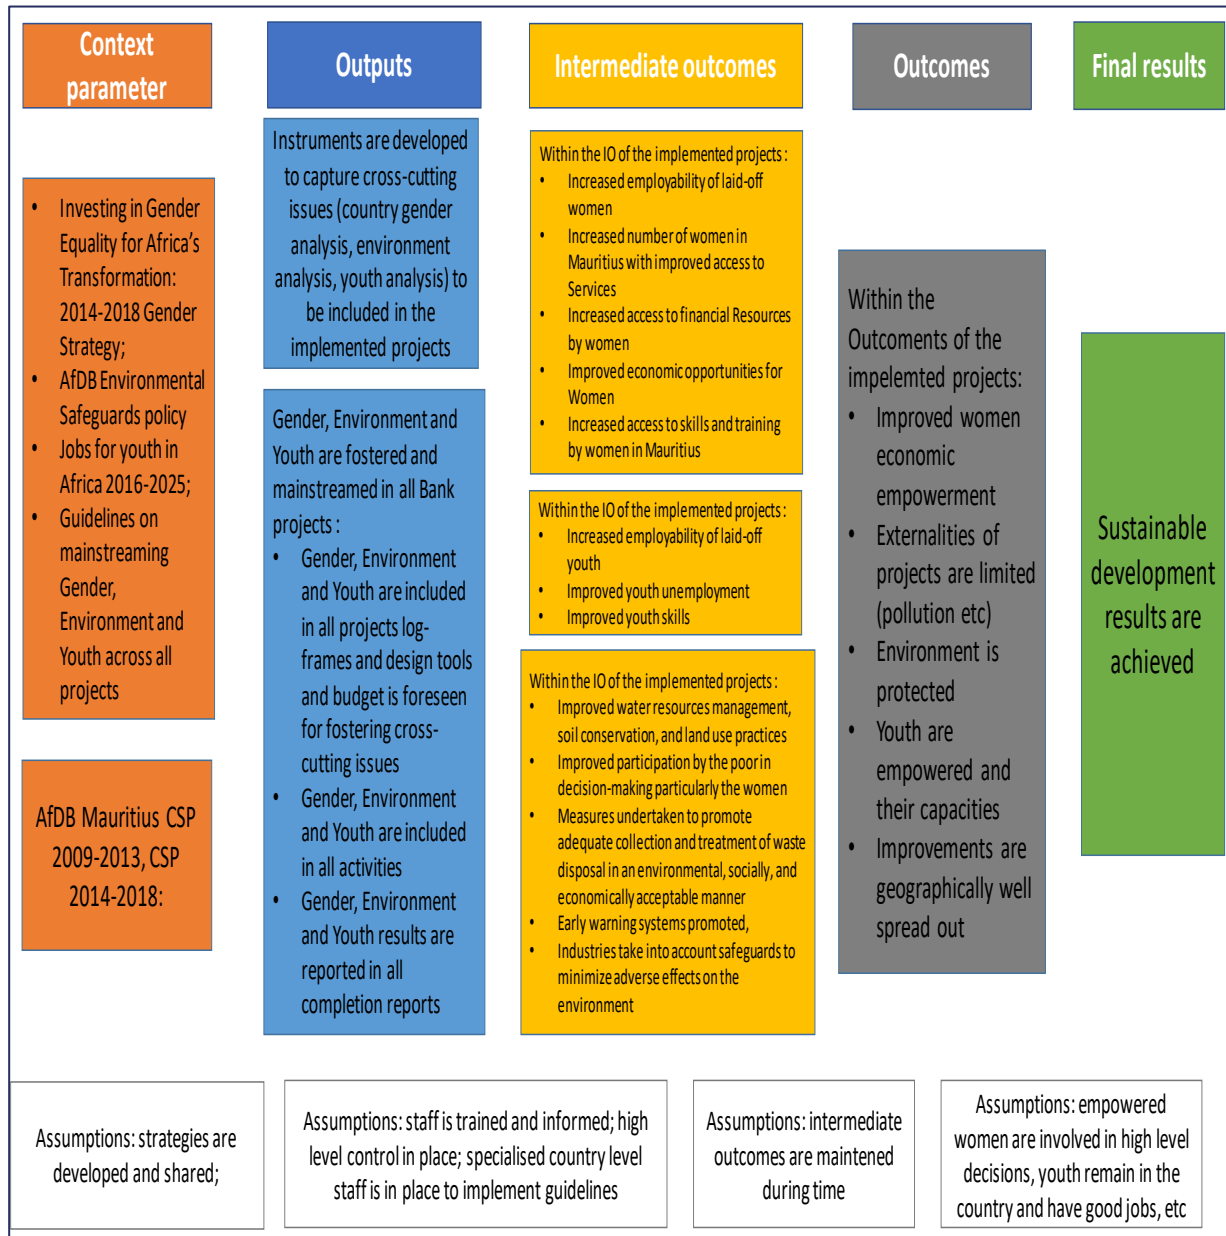 Context
parameter
Outputs
Intermediate outcomes
Outcomes
Final results
• Investing in Gender
Equality for Africa's
Transformation:
2014-2018 Gender
Strategy;
• AfDB Environmental
Safeguards policy
• Jobs for youth in
Africa 2016-2025;
• Guidelines on
mainstreaming
Gender,
Environment and
Youth across all
projects
AfDB Mauritius CSP
2009-2013, CSP
2014-2018:
Instruments are developed
to capture cross-cutting
issues (country gender
analysis, environment
analysis, youth analysis) to
be included in the
implemented projects
Gender, Environment and
Youth are fostered and
mainstreamed in all Bank
projects :
• Gender, Environment
and Youth are included
in all projects log-
frames and design tools
and budget is foreseen
for fostering cross-
cutting issues
• Gender, Environment
and Youth are included
in all activities
• Gender, Environment
and Youth results are
reported in all
completion reports
Within the IO of the implemented projects :
• Increased employability of laid-off
women
• Increased number of women in
Mauritius with improved access to
Services
• Increased access to financial Resources
by women
• Improved economic opportunities for
Women
• Increased access to skills and training
by women in Mauritius
Within the IO of the implemented projects :
• Increased employability of laid-off
youth
• Improved youth unemployment
• Improved youth skills
Within the IO of the implemented projects :
• Improved water resources management,
soil conservation, and land use practices
• Improved participation by the poor in
decision-making particularly the women
• Measures undertaken to promote
adequate collection and treatment of waste
disposal in an environmental, socially, and
economically acceptable manner
• Early warning systems promoted,
• Industries take into account safeguards to
minimize adverse effects on the
environment
Within the
Outcoments of the
impelemted projects:
• Improved women
economic
empowerment
• Externalities of
projects are limited
(pollution etc)
• Environment is
protected
• Youth are
empowered and
their capacities
• Improvements are
geographically well
spread out
Sustainable
development
results are
achieved
Assumptions: strategies are
developed and shared;
Assumptions: staff is trained and informed; high
level control in place; specialised country level
staff is in place to implement guidelines
Assumptions: intermediate
outcomes are maintened
during time
Assumptions: empowered
women are involved in high level
decisions, youth remain in the
country and have good jobs, etc